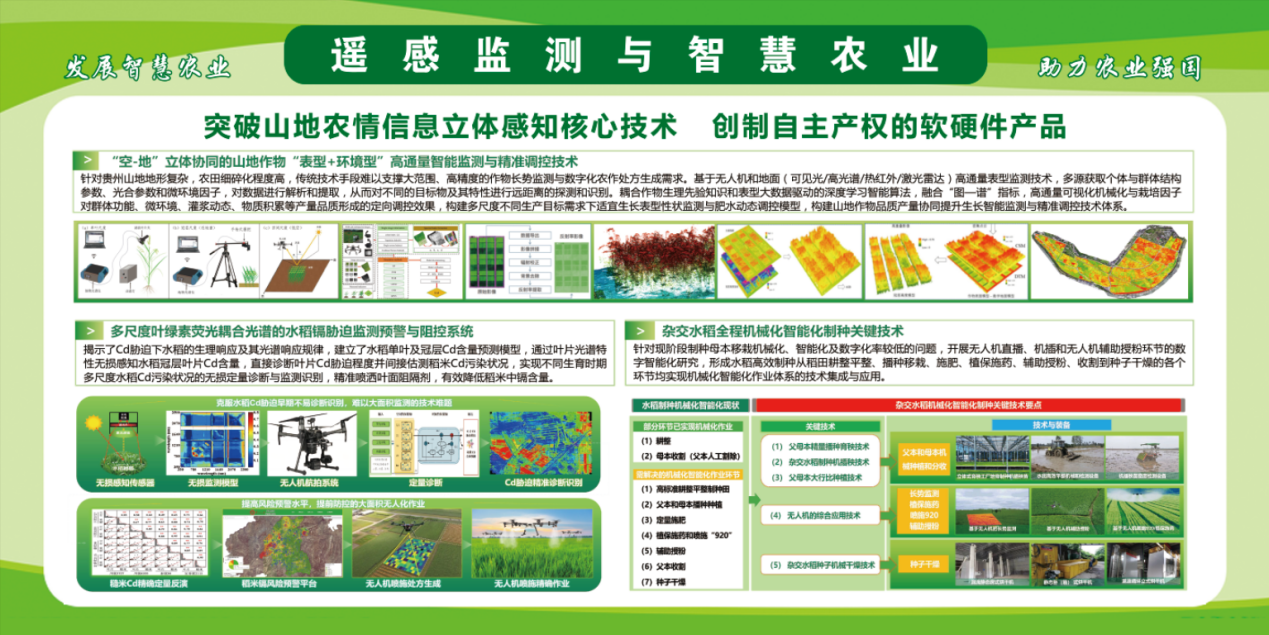 发展智慧农业
遥感监测与智慧农业
助力农业强国
突破山地农情信息立体感知核心技术 创制自主产权的软硬件产品
“空-地”立体协同的山地作物“表型+环境型”高通量智能监测与精准调控技术
针对贵州山地地形复杂，农田细碎化程度高，传统技术手段难以支撑大范围、高精度的作物长势监测与数字化农作处方生成需求。基于无人机和地面（可见光/高光谱/热红外/激光雷达）高通量表型监测技术，多源获取个体与群体结构
参数、光合参数和微环境因子，对数据进行解析和提取，从而对不同的目标物及其特性进行远距离的探测和识别。耦合作物生理先验知识和表型大数据驱动的深度学习智能算法，融合“图—谱”指标，高通量可视化机械化与栽培因子
对群体功能、微环境、灌浆动态、物质积累等产量品质形成的定向调控效果，构建多尺度不同生产目标需求下适宜生长表型性状监测与肥水动态调控模型，构建山地作物品质产量协同提升生长智能监测与精准调控技术体系。
多尺度叶绿素荧光耦合光谱的水稻镉胁迫监测预警与阻控系统
揭示了Cd胁迫下水稻的生理响应及其光谱响应规律，建立了水稻单叶及冠层Cd含量预测模型，通过叶片光谱特
性无损感知水稻冠层叶片Cd含量，直接诊断叶片Cd胁迫程度并间接估测稻米Cd污染状况，实现不同生育时期
多尺度水稻Cd污染状况的无损定量诊断与监测识别，精准喷洒叶面阻隔剂，有效降低稻米中镉含量。
克服水稻Cd胁迫早期不易诊断识别、难以大面积监测的技术难题
无损感知传感器
无损监测模型
无人机航拍系统
定量诊断
Cd胁迫精准诊断识别
提高风险预警水平，提前防控的大面积无人化作业
糙米Cd精确定量反演
稻米镉风险预警平台
无人机喷施处方生成
无人机喷施精确作业
杂交水稻全程机械化智能化制种关键技术
针对现阶段制种母本移栽机械化、智能化及数字化率较低的问题，开展无人机直播、机插和无人机辅助授粉环节的数
字智能化研究，形成水稻高效制种从稻田耕整平整、播种移栽、施肥、植保施药、辅助授粉、收割到种子干燥的各个
环节均实现机械化智能化作业体系的技术集成与应用。
水稻制种机械化智能化现状
杂交水稻机械化智能化制种关键技术要点
部分环节已实现机械化作业
（1）耕整
（2）母本收割（父本人工割除）
（1）高标准耕整平整制种田
（2）父本和母本播种种植
（3）定量施肥
（4）植保施药和喷施“920”
（5）辅助授粉
（6）父本收割
（7）种子干燥
关键技术
（1）父母本精量播种育秧技术
（2）杂交水稻制种机插秧技术
（3）父母本大行比种植技术
（4）无人机的综合应用技术
（5）杂交水稻种子机械干燥技术
技术与装备
父本和母本机
械种植和分收
长势监测
植保施药
喷施920
辅助授粉
种子干燥
基于无人机的长势监测
基于无人机辅助授粉